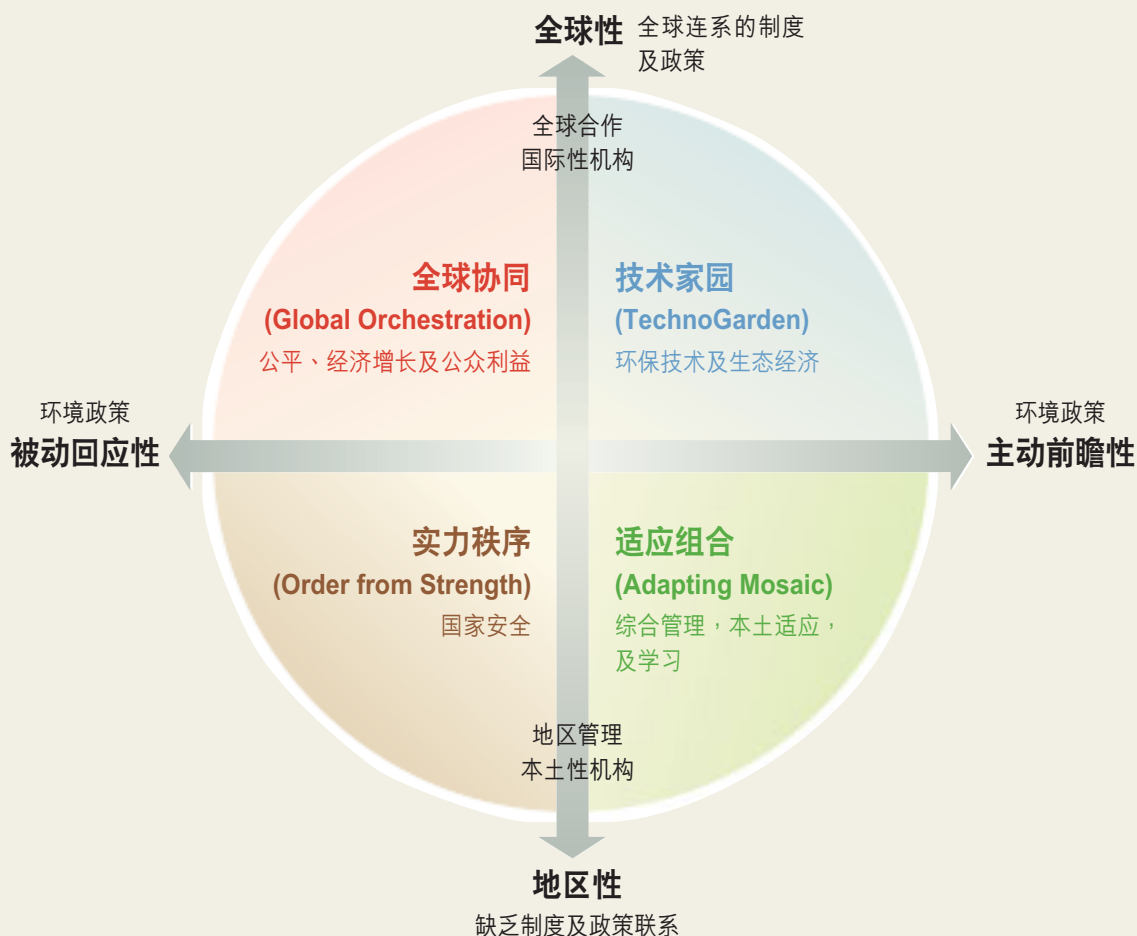 全球性
全球连系的制度
及政策
全球合作
国际性机构
全球协同
(Global Orchestration)
公平、经济增长及公众利益
技术家园
(TechnoGarden)
环保技术及生态经济
环境政策
被动回应性
环境政策
主动前瞻性
实力秩序
(Order from Strength)
国家安全
适应组合
(Adapting Mosaic)
综合管理，本土适应，
及学习
地区管理
本土性机构
地区性
缺乏制度及政策联系